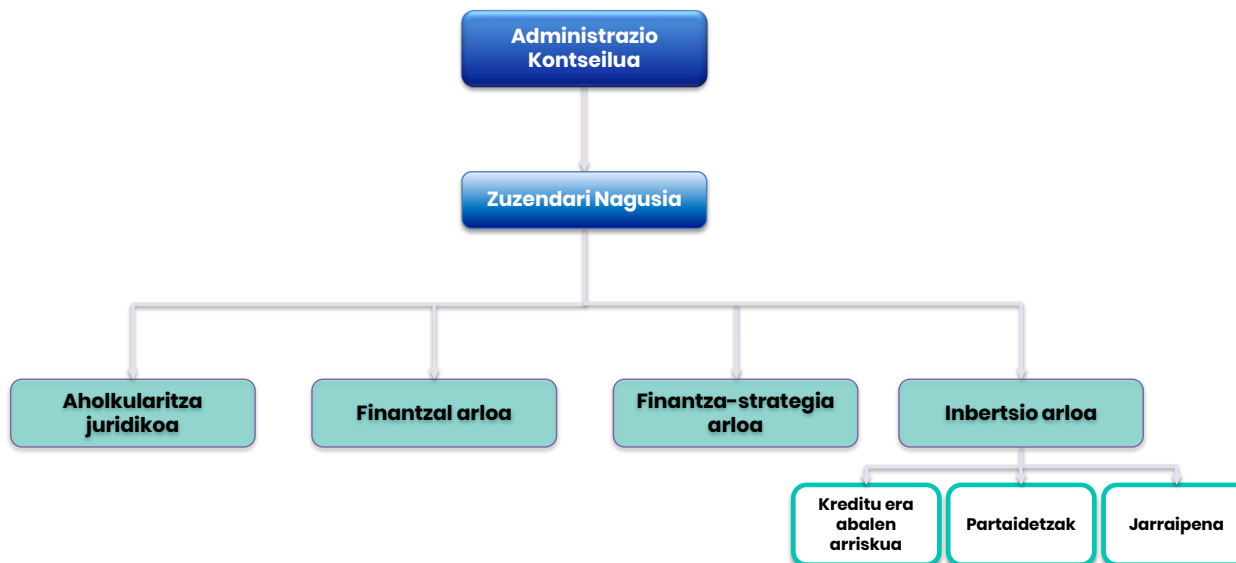 Administrazio
Kontseilua
Zuzendari Nagusia
Aholkularitza
juridikoa
Finantzal arloa
Finantza-strategia
arloa
Inbertsio arloa
Kreditu era
abalen
arriskua
Partaidetzak
Jarraipena